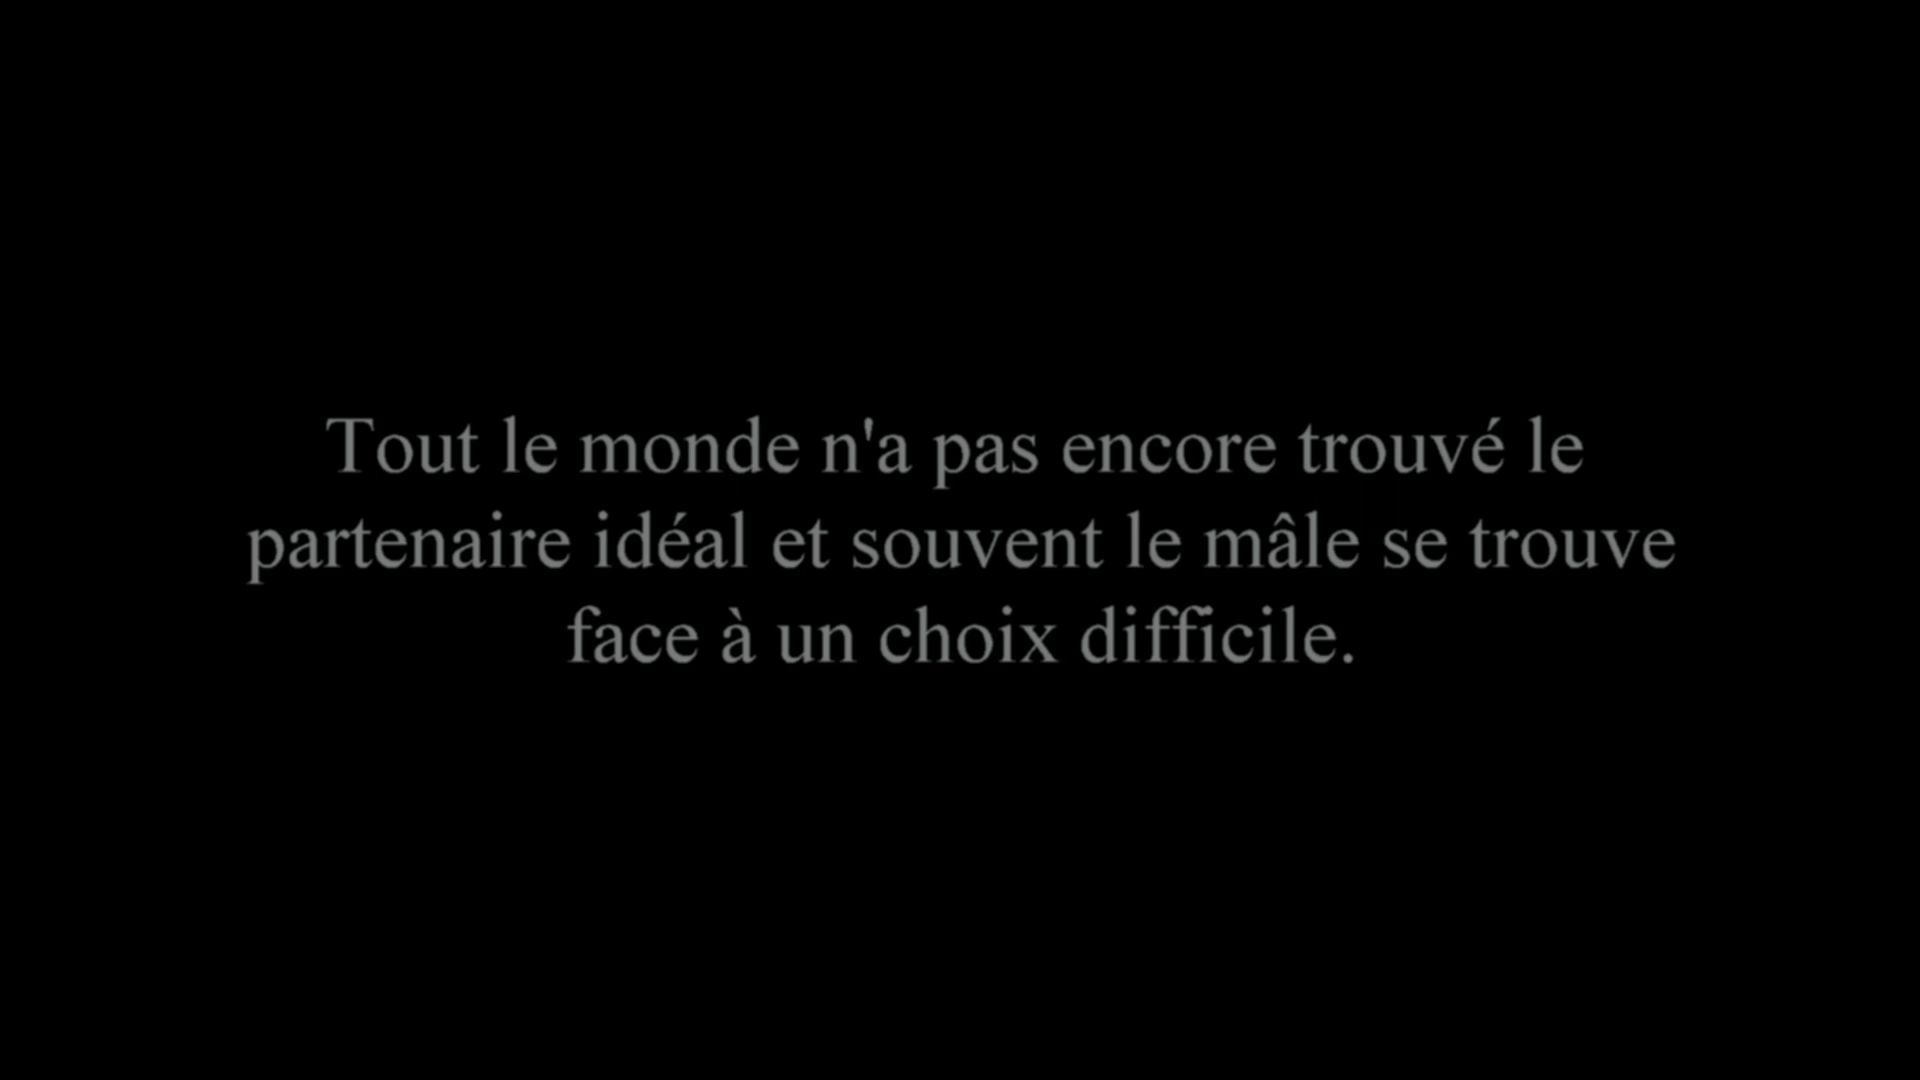 Tout le monde n'a pas encore trouvé le
partenaire idéal et souvent le mâle se trouve
face à un choix difficile.